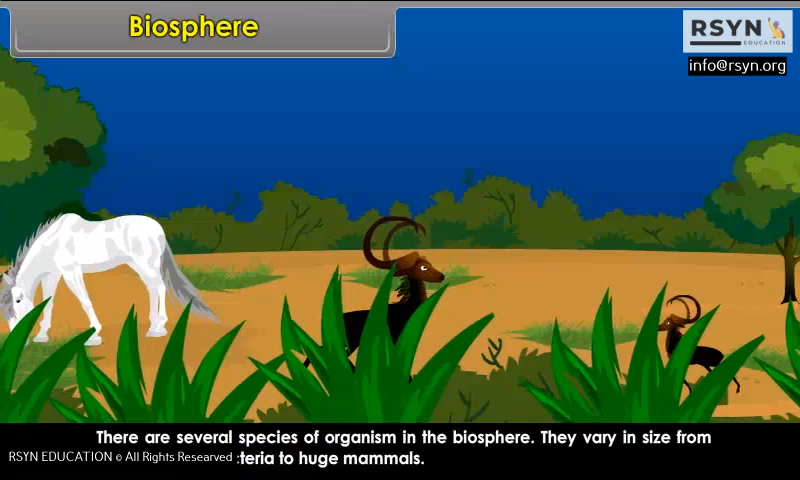 Biosphere
RSYN
EDUCATION
info@rsyn.org
There are several species of organism in the biosphere. They vary in size from
RSYN EDUCATION © All Rights Researved :teria to huge mammals.